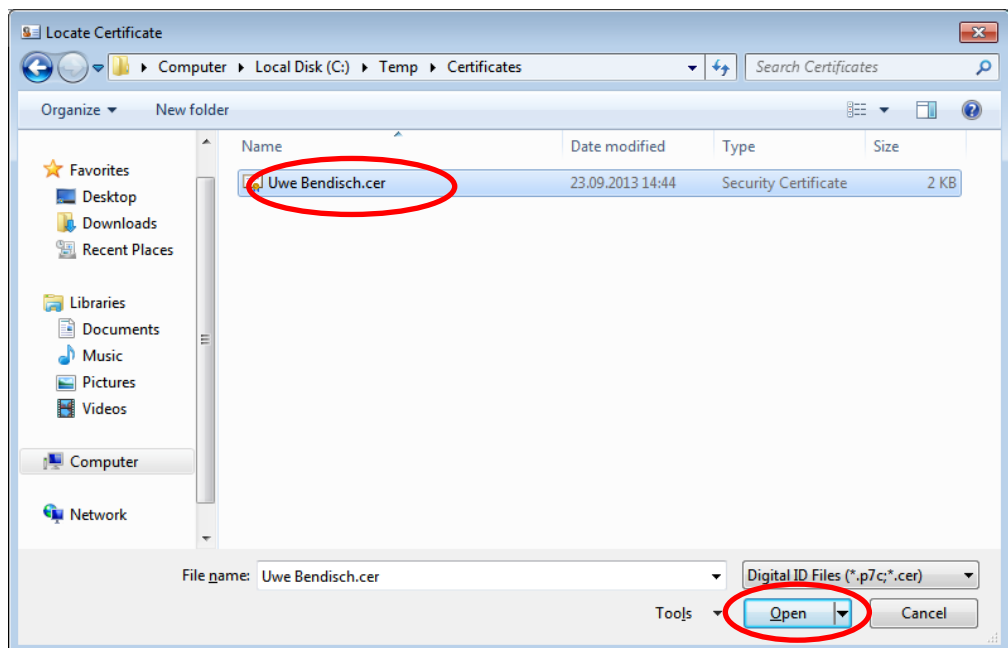 Locate Certificate
Computer Local Disk (C:) Temp Certificates Search Certificates
Organize New folder
Name Date modified Type Size
Uwe Bendisch.cer 23.09.2013 14:44 Security Certificate 2 KB
Favorites
Desktop
Downloads
Recent Places
Libraries
Documents
Music
Pictures
Videos
Computer
Network
File name: Uwe Bendisch.cer Digital ID Files (*.p7c;*.cer)
Tools Open Cancel